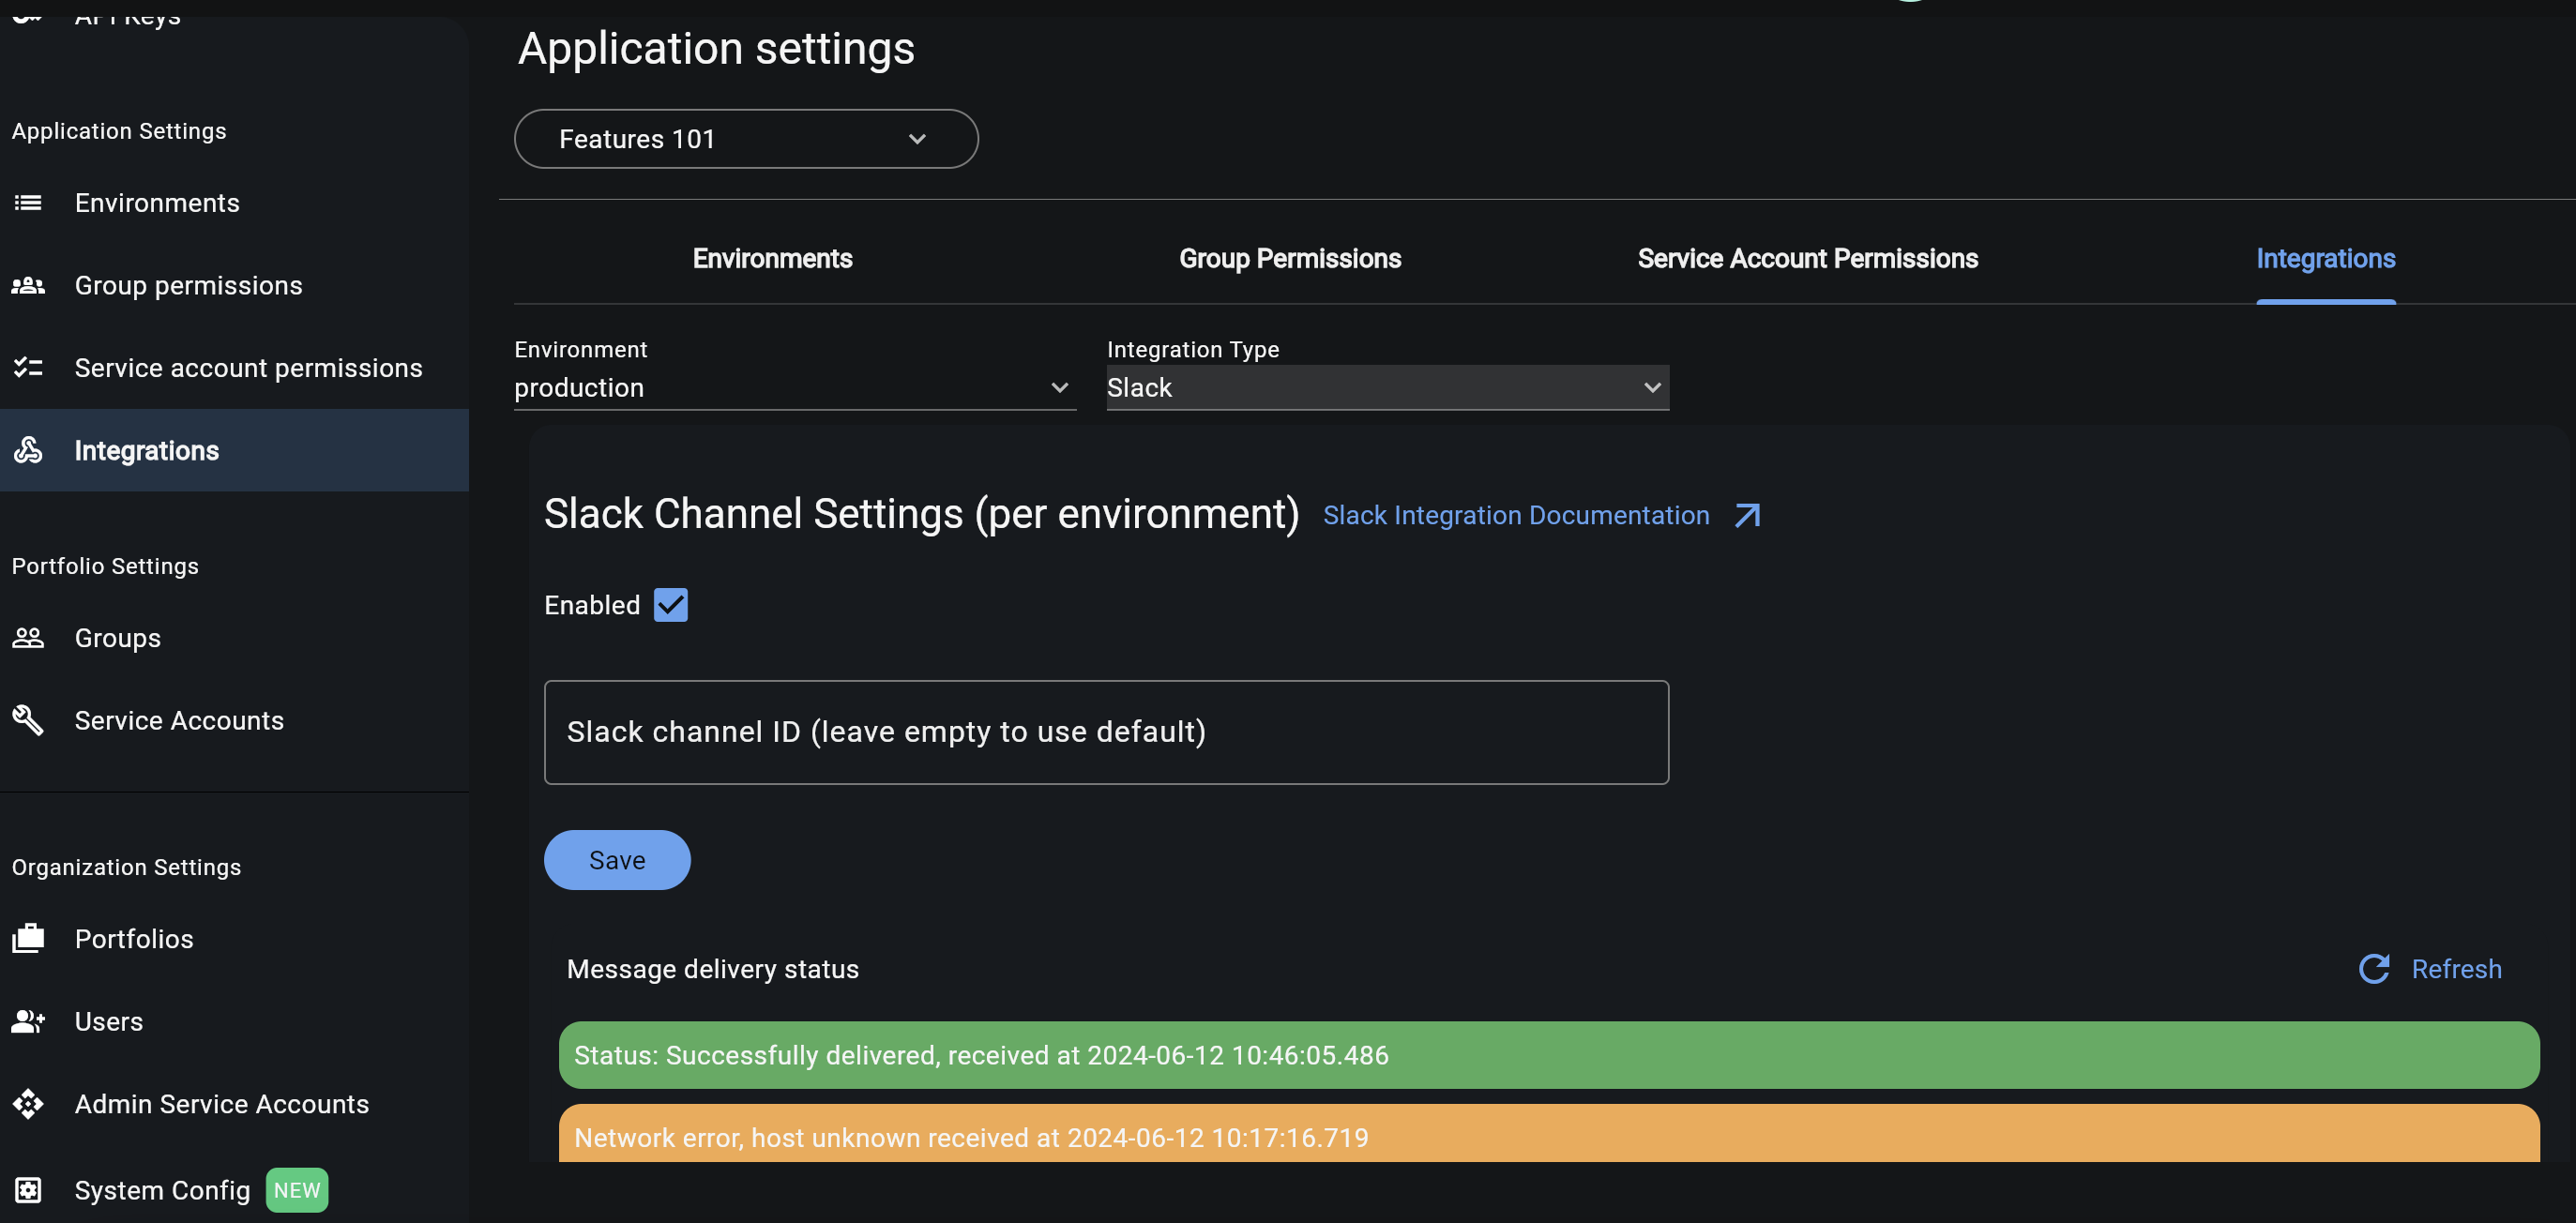 API Keys
Application Settings
Environments
Group permissions
Service account permissions
Integrations
Portfolio Settings
Groups
Service Accounts
Organization Settings
Portfolios
Users
Admin Service Accounts
System Config NEW
Application settings
Features 101
Environments Group Permissions Service Account Permissions Integrations
Environment Integration Type
production Slack
Slack Channel Settings (per environment) Slack Integration Documentation
Enabled
Slack channel ID (leave empty to use default)
Save
Message delivery status Refresh
Status: Successfully delivered, received at 2024-06-12 10:46:05.486
Network error, host unknown received at 2024-06-12 10:17:16.719